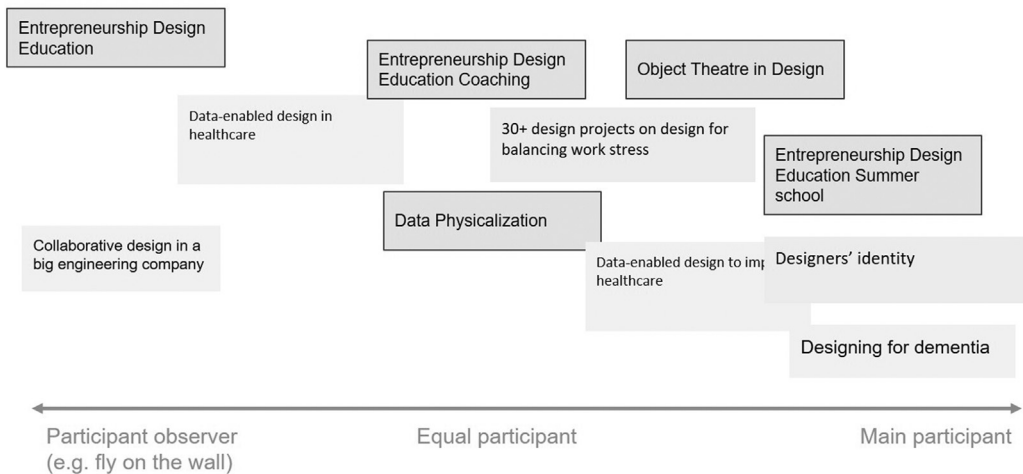 Entrepreneurship Design
Education
Entrepreneurship Design
Education Coaching
Object Theatre in Design
Data-enabled design in
healthcare
30+ design projects on design for
balancing work stress
Entrepreneurship Design
Education Summer
school
Data Physicalization
Collaborative design in a
big engineering company
Data-enabled design to imp
healthcare
Designers’ identity
Designing for dementia
Participant observer
(e.g. fly on the wall)
Equal participant
Main participant